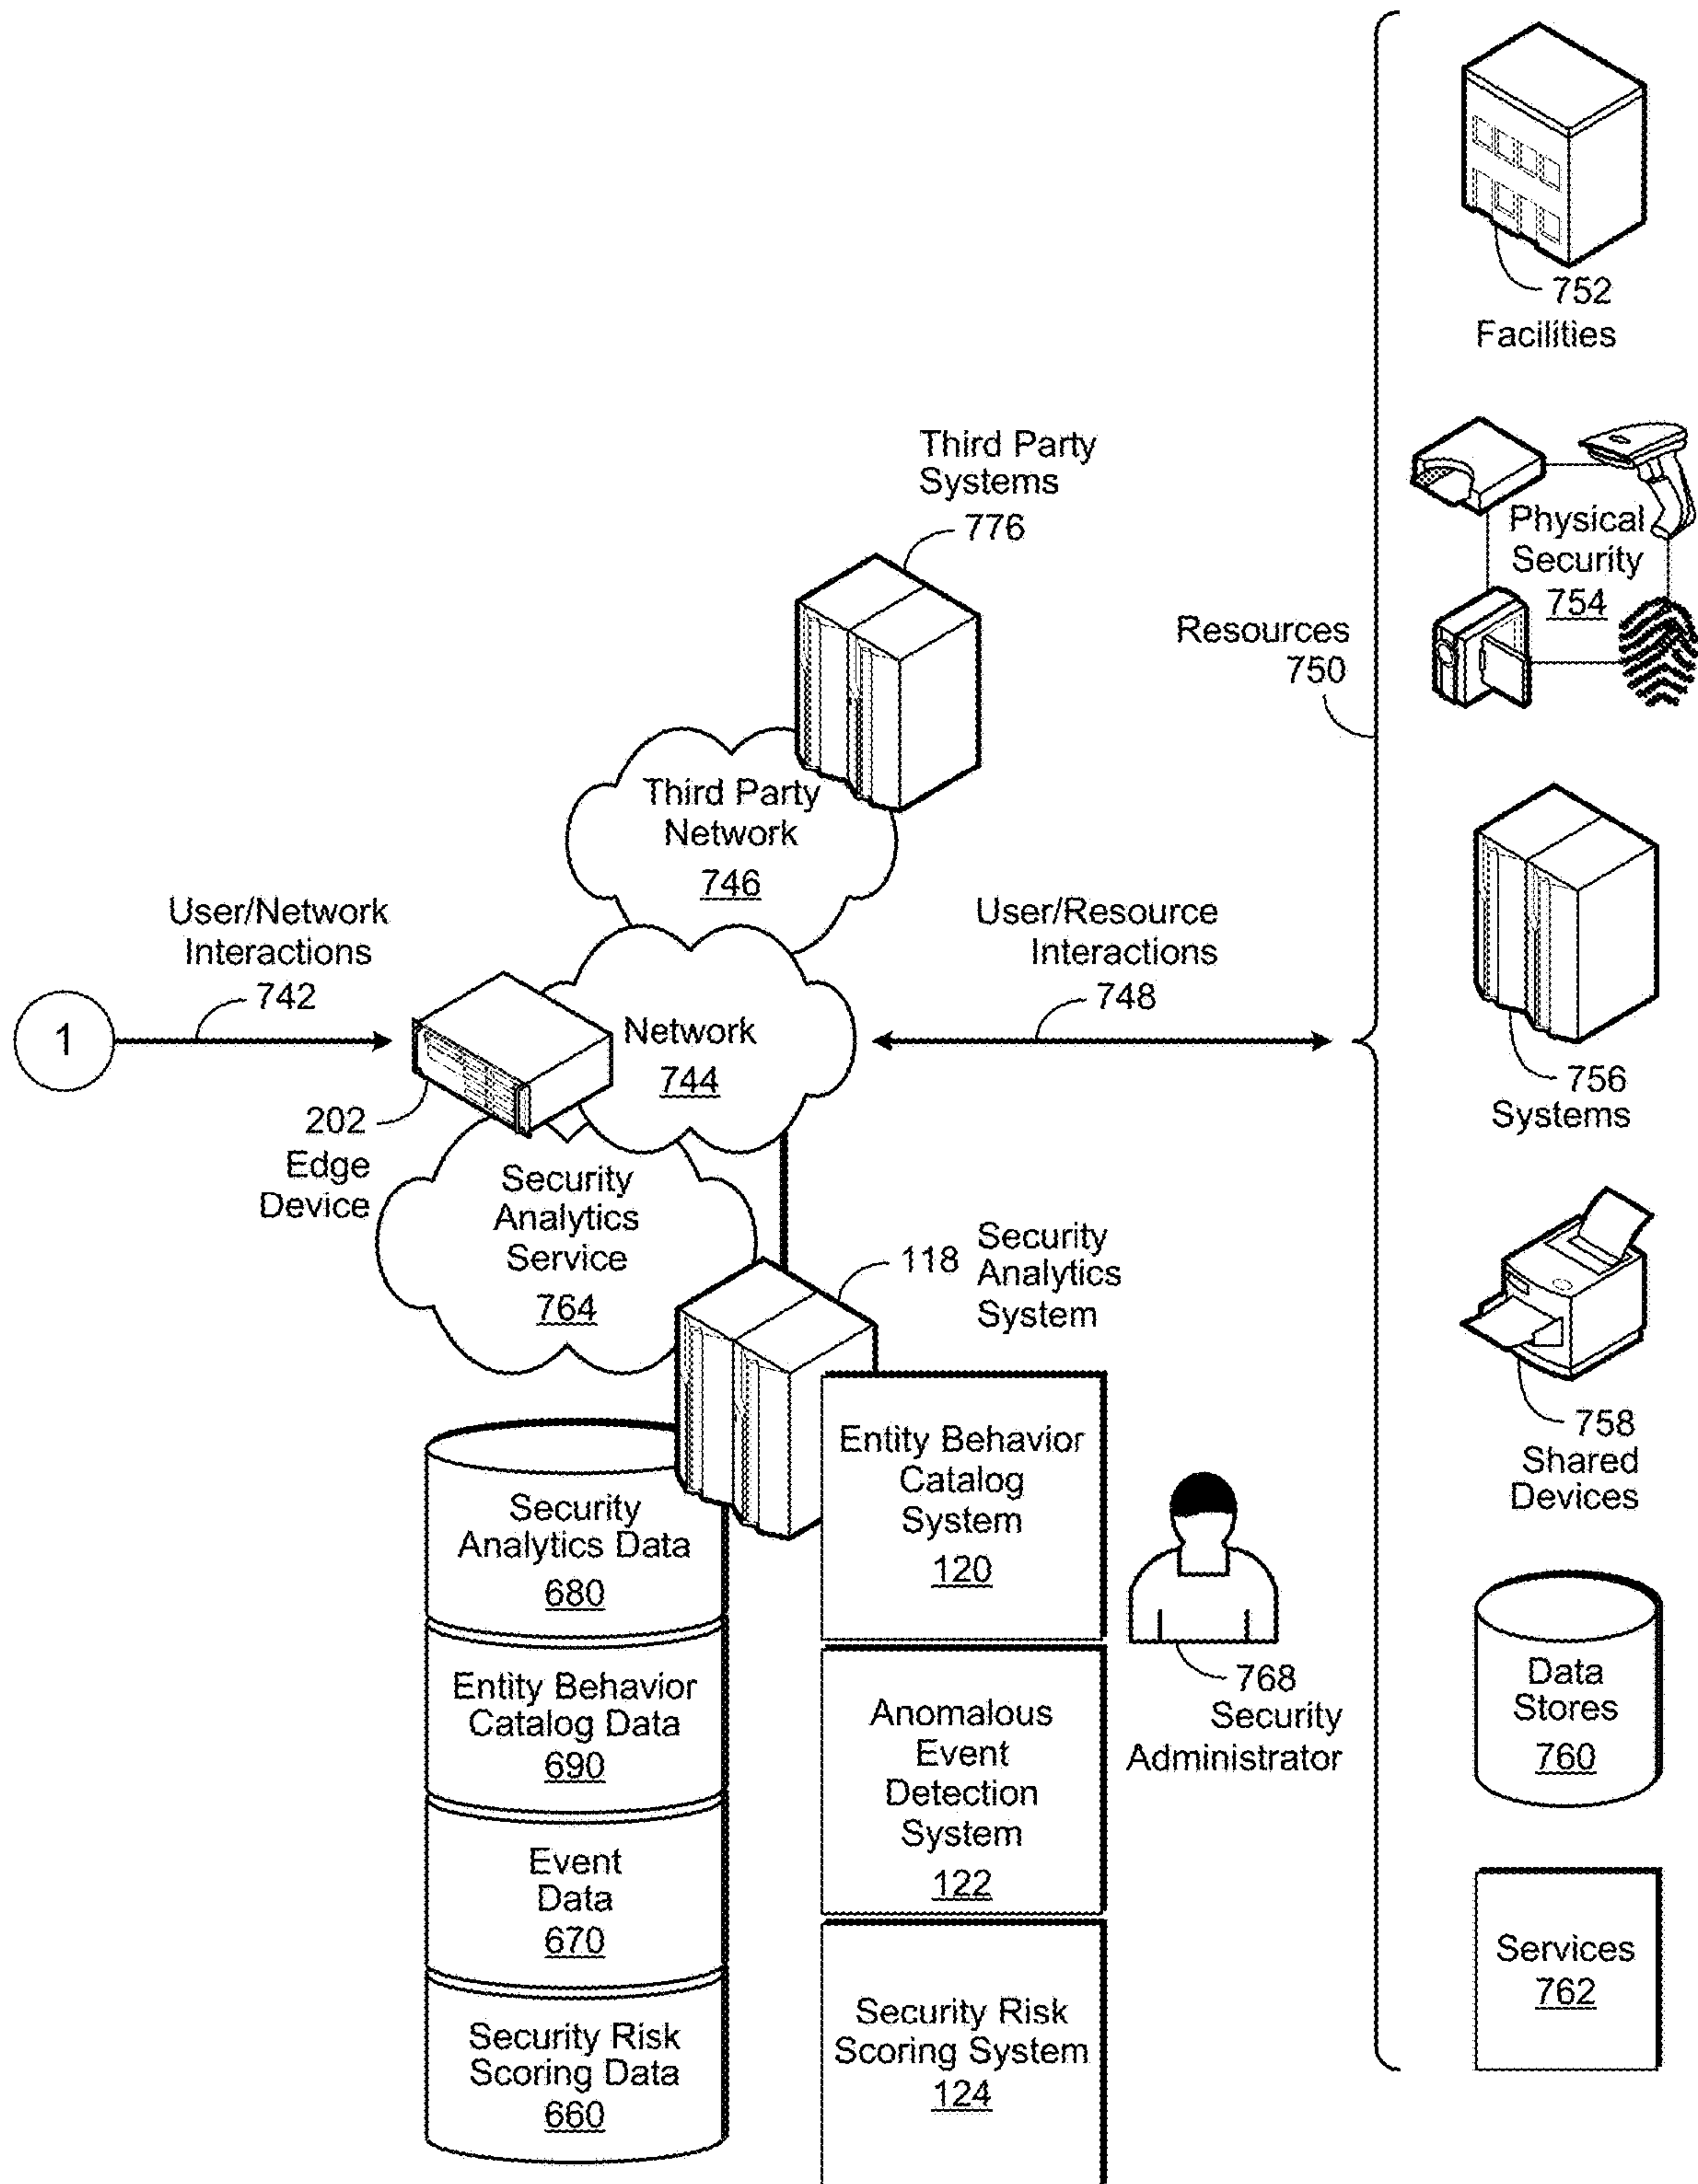 752
Facilities
Third Party
Systems
776
Physical
Security
754
Resources
750
Third Party
Network
746
User/Network
Interactions
742
User/Resource
Interactions
748
1
Network
744
756
Systems
202
Edge
Device
Security
Analytics
Service
764
118
Security
Analytics
System
758
Shared
Devices
Entity Behavior
Catalog
System
120
Security
Analytics Data
680
768
Security
Administrator
Data
Stores
760
Entity Behavior
Catalog Data
690
Anomalous
Event
Detection
System
122
Event
Data
670
Services
762
Security Risk
Scoring System
124
Security Risk
Scoring Data
660